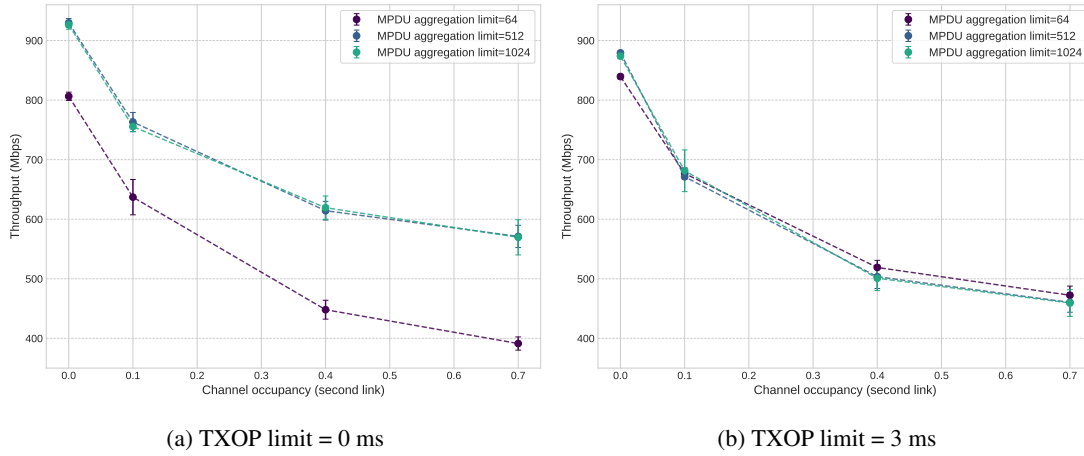 MPDU aggregation limit=64
MPDU aggregation limit=512
MPDU aggregation limit=1024
Throughput (Mbps)
900
800
700
600
500
400
0.0 0.1 0.2 0.3 0.4 0.5 0.6 0.7
Channel occupancy (second link)
(a) TXOP limit = 0 ms
MPDU aggregation limit=64
MPDU aggregation limit=512
MPDU aggregation limit=1024
Throughput (Mbps)
900
800
700
600
500
400
0.0 0.1 0.2 0.3 0.4 0.5 0.6 0.7
Channel occupancy (second link)
(b) TXOP limit = 3 ms